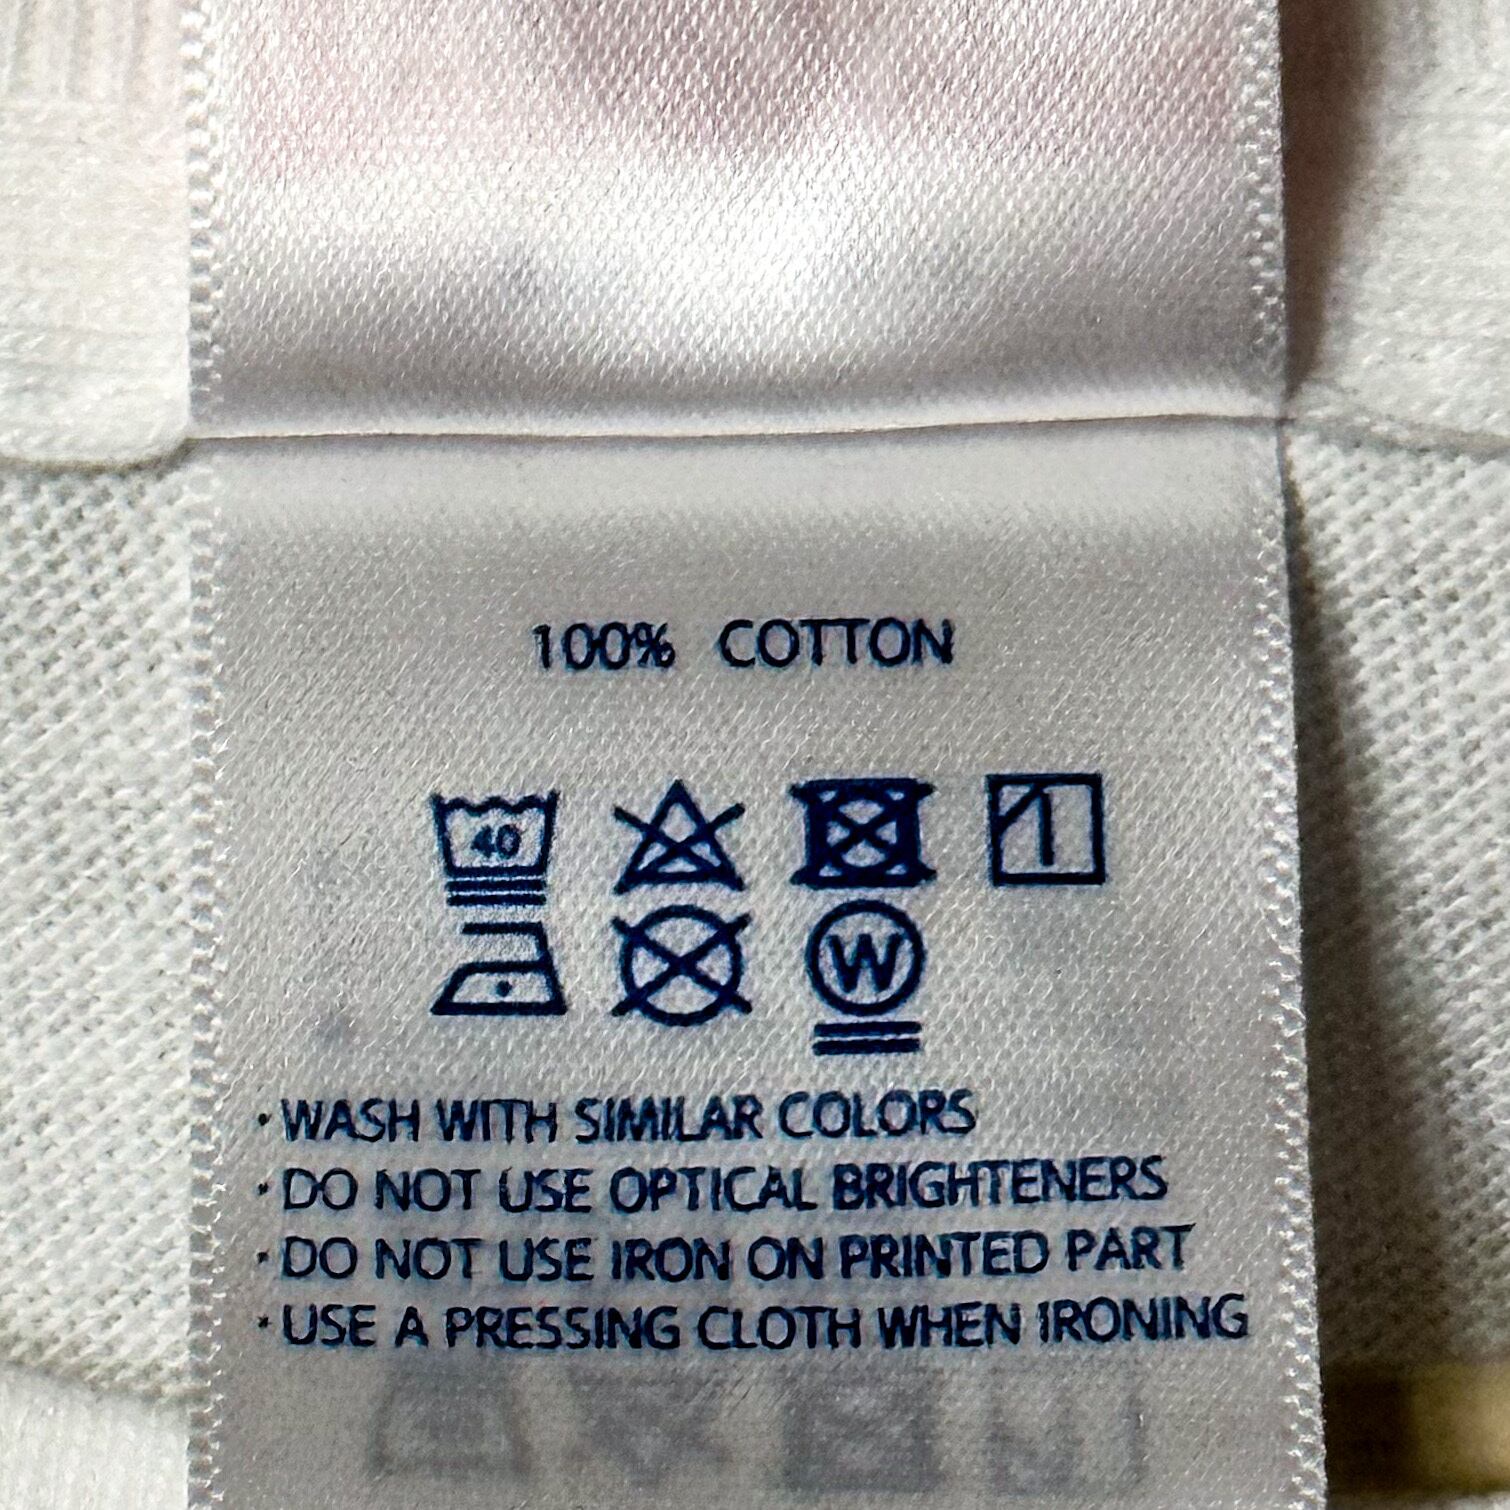 100% COTTON
40
W
· WASH WITH SIMILAR COLORS
· DO NOT USE OPTICAL BRIGHTENERS
· DO NOT USE IRON ON PRINTED PART
· USE A PRESSING CLOTH WHEN IRONING